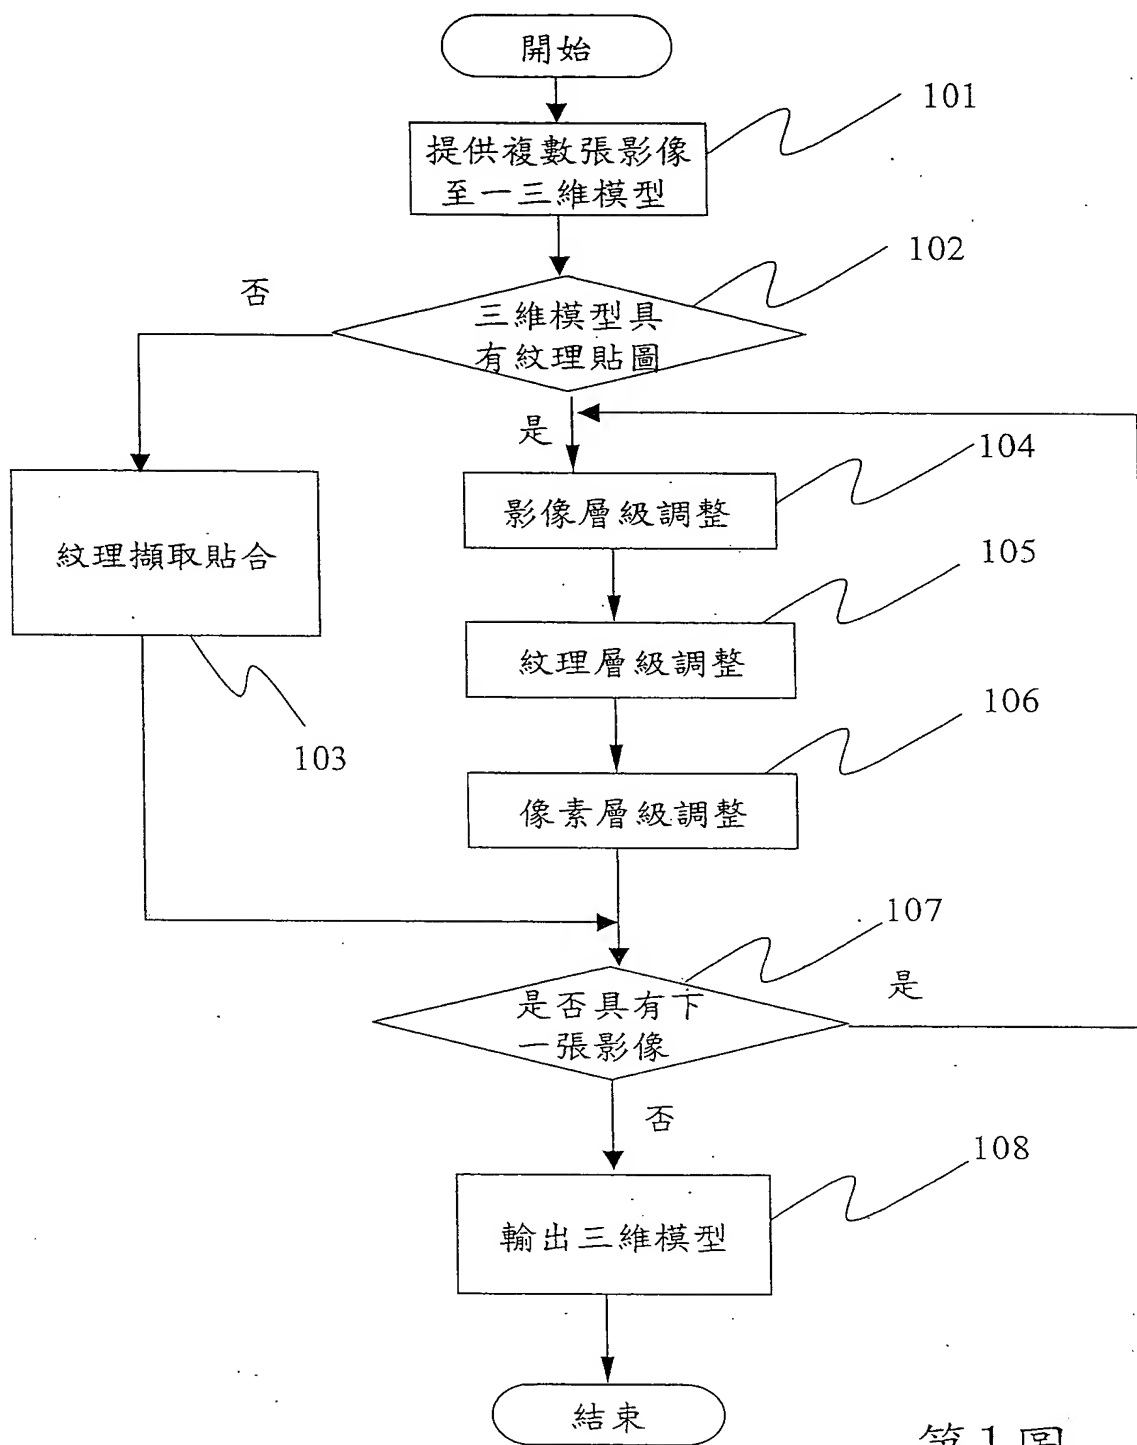 開始
101
提供複數張影像
至一三維模型
102
否
三維模型具
有紋理貼圖
是
104
影像層級調整
紋理擷取貼合
105
紋理層級調整
103
106
像素層級調整
107
是否具有下
一張影像
是
否
108
輸出三維模型
結束
第1圖